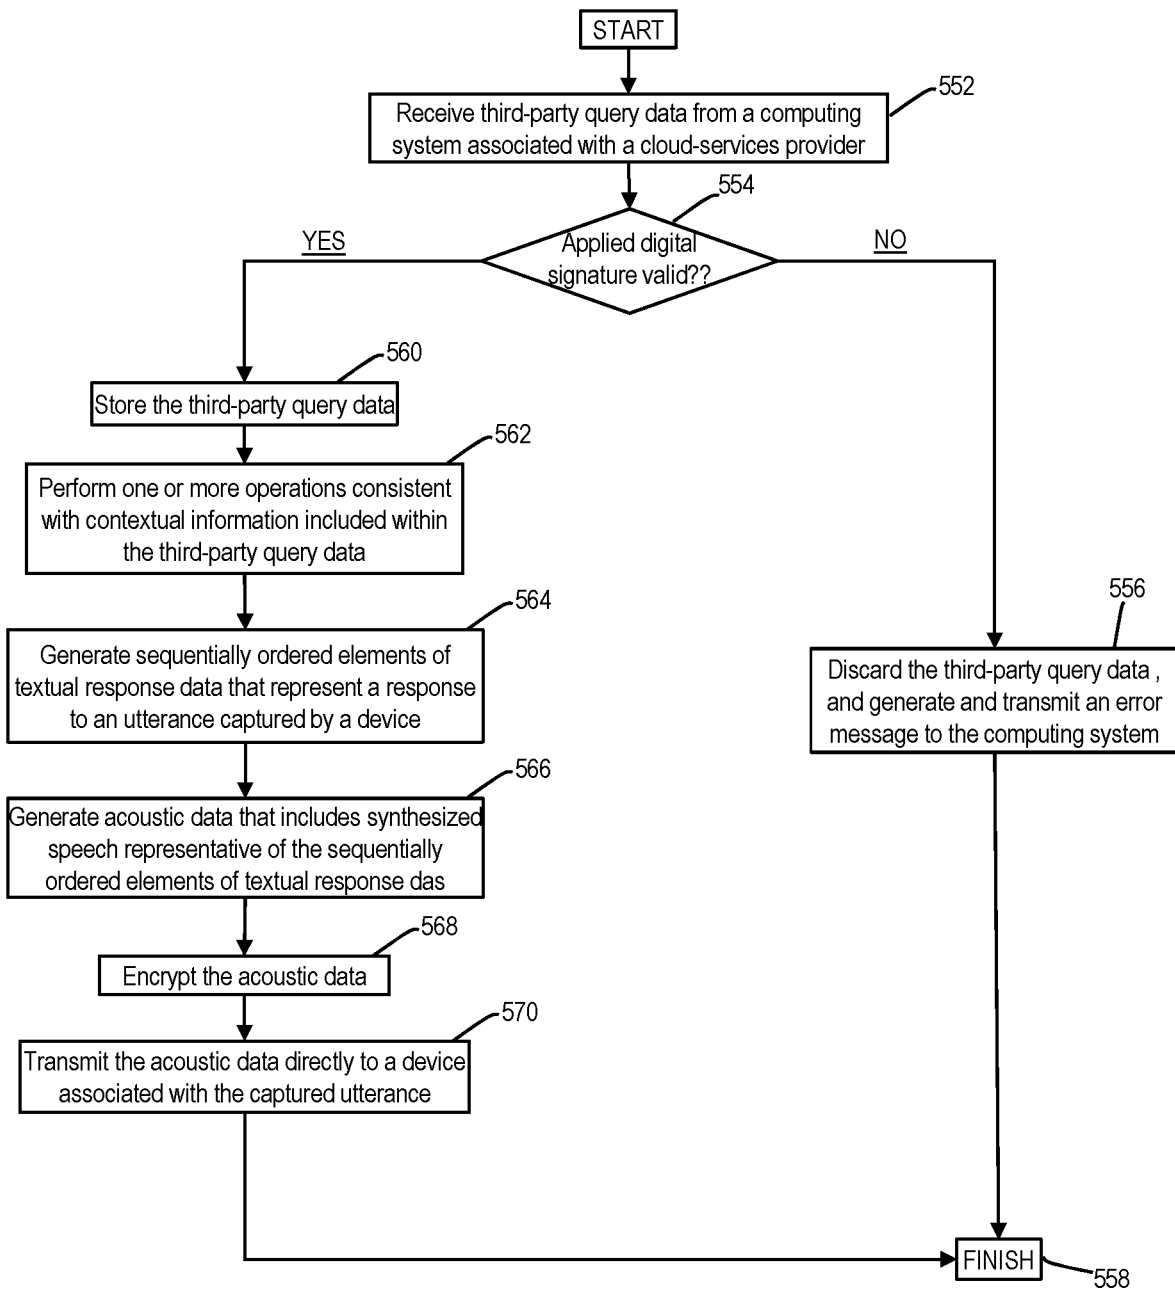 START
552
Receive third-party query data from a computing
system associated with a cloud-services provider
554
YES
Applied digital
signature valid??
NO
560
Store the third-party query data
562
Perform one or more operations consistent
with contextual information included within
the third-party query data
564
Generate sequentially ordered elements of
textual response data that represent a response
to an utterance captured by a device
556
Discard the third-party query data ,
and generate and transmit an error
message to the computing system
566
Generate acoustic data that includes synthesized
speech representative of the sequentially
ordered elements of textual response das
568
Encrypt the acoustic data
570
Transmit the acoustic data directly to a device
associated with the captured utterance
FINISH
558